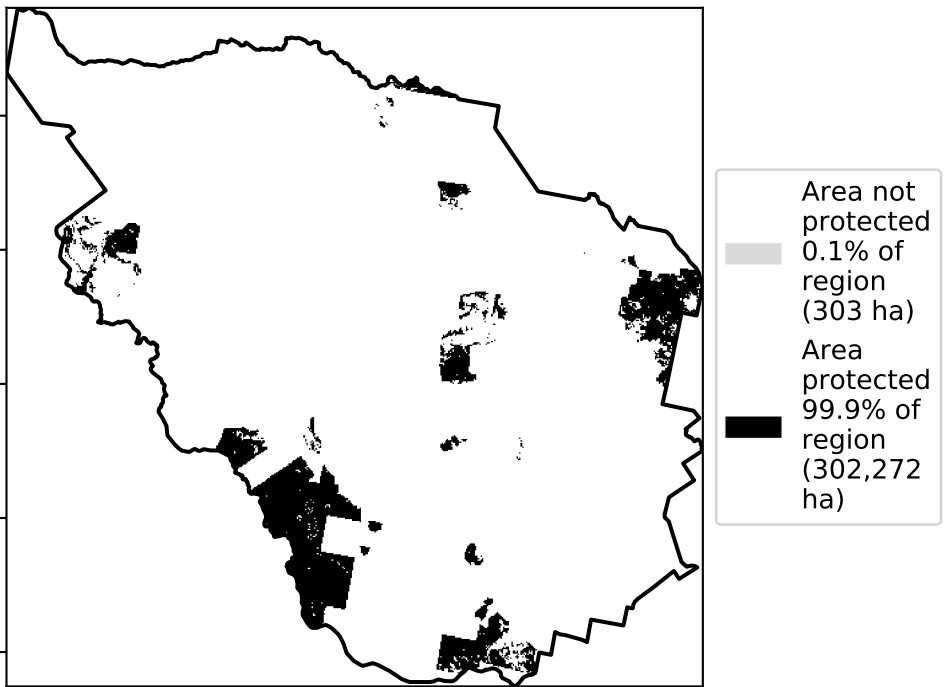 Area not
protected
0.1% of
region
(303 ha)
Area
protected
99.9% of
region
(302,272
ha)